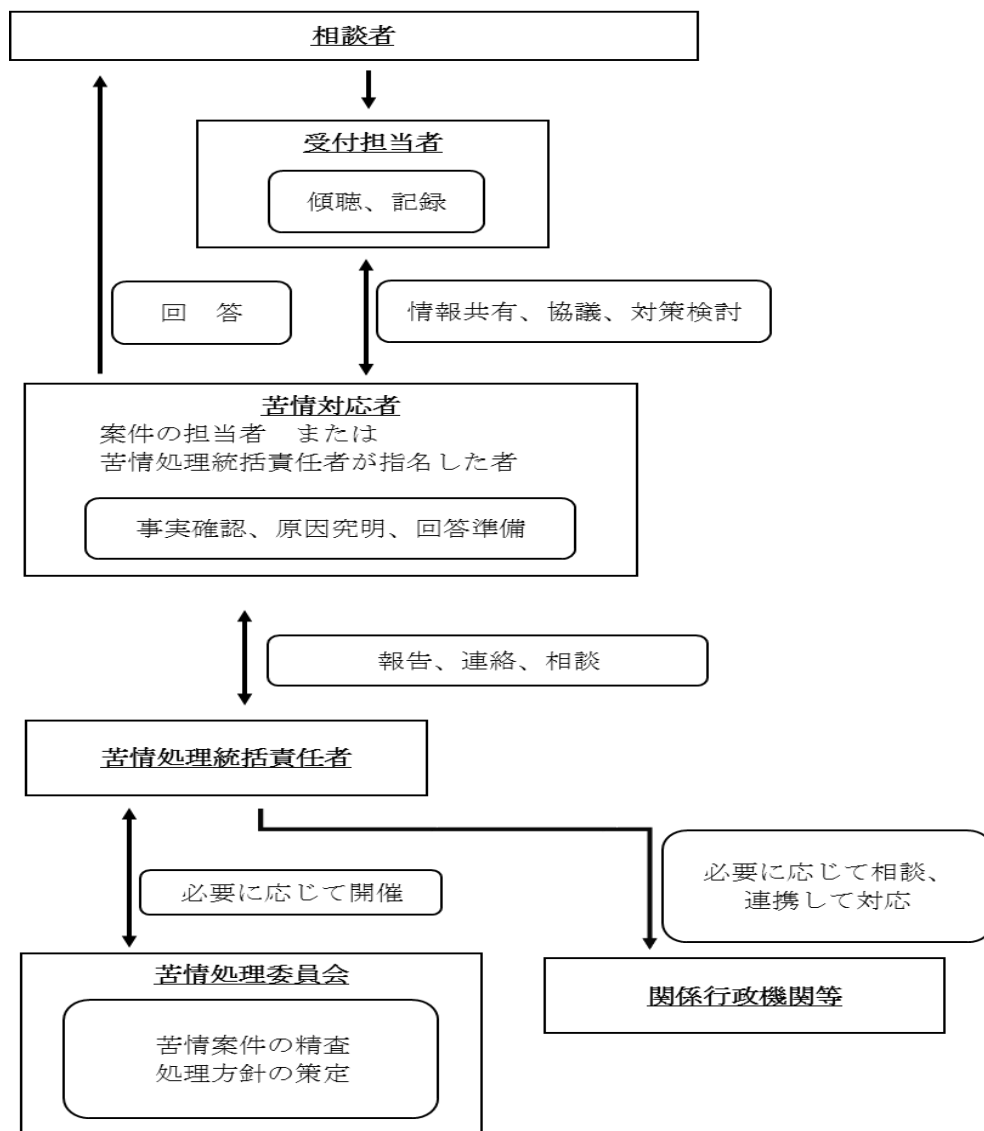 相談者
受付担当者
傾聴、記録
回　答
情報共有、協議、対策検討
苦情対応者
案件の担当者　または
苦情処理統括責任者が指名した者
事実確認、原因究明、回答準備
報告、連絡、相談
苦情処理統括責任者
必要に応じて開催
必要に応じて相談、
連携して対応
苦情処理委員会
苦情案件の精査
処理方針の策定
関係行政機関等